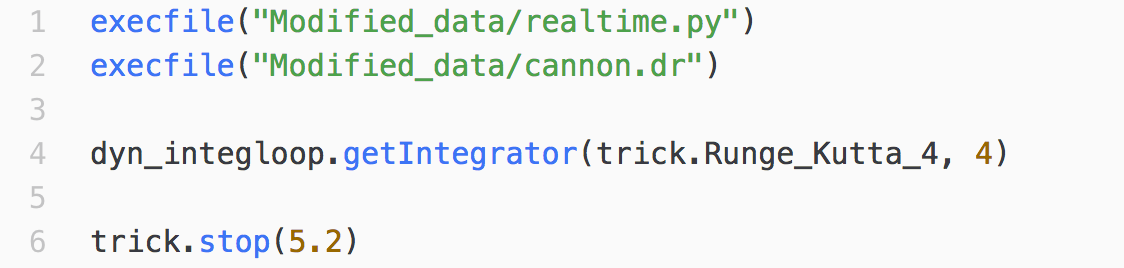 1 execfile("Modified_data/realtime.py")
2 execfile("Modified_data/cannon.dr")
3
4 dyn_integloop.getIntegrator(trick.Runge_Kutta_4, 4)
5
6 trick.stop(5.2)